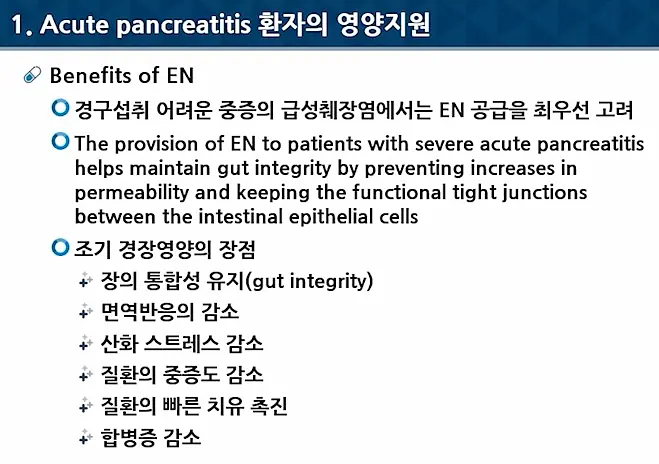 1. Acute pancreatitis 환자의 영양지원
Benefits of EN
경구섭취 어려운 중증의 급성췌장염에서는 EN 공급을 최우선 고려
The provision of EN to patients with severe acute pancreatitis
helps maintain gut integrity by preventing increases in
permeability and keeping the functional tight junctions
between the intestinal epithelial cells
조기 경장영양의 장점
장의 통합성 유지(gut integrity)
면역반응의 감소
산화 스트레스 감소
질환의 중증도 감소
질환의 빠른 치유 촉진
합병증 감소